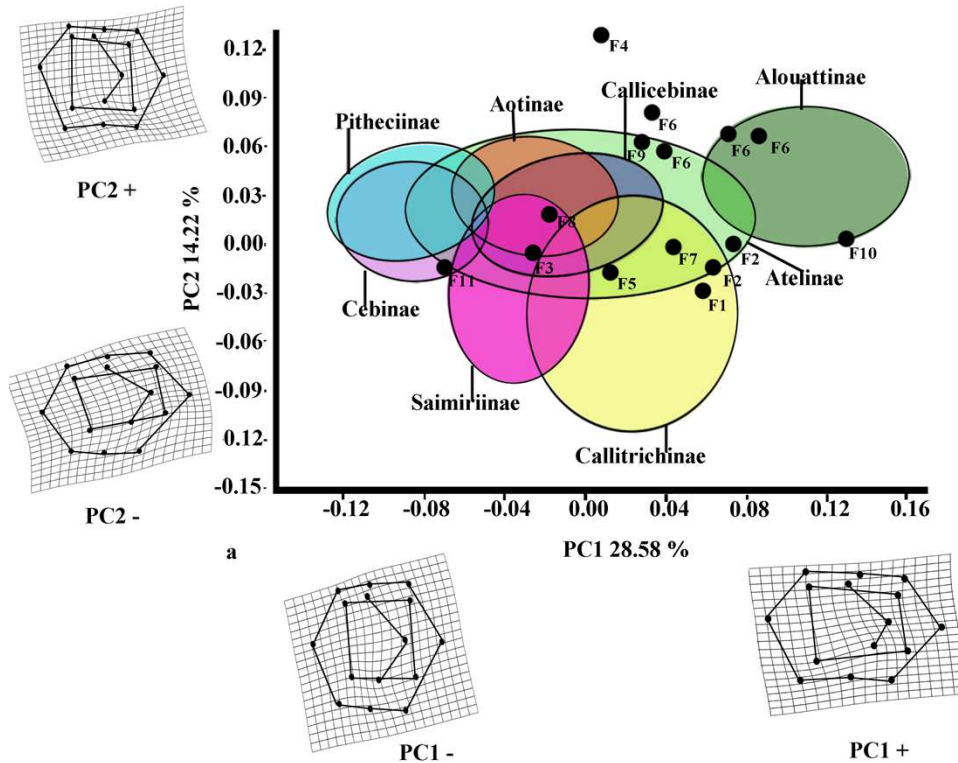 0.12
0.09
0.06
0.03
0.00
-0.03
-0.06
-0.09
-0.12
-0.15
PC2 14.22 %
-0.12
-0.08
-0.04
0.00
0.04
0.08
0.12
0.16
PC1 28.58 %
F4
Alouattinae
Callicebinae
Aotinae
Pitheciinae
F6
F6
F6
F9
F6
F8
F10
F2
F7
F3
Atelinae
F2
F11
F5
F1
Cebinae
Saimiriinae
Callitrichinae
PC2 +
PC2 -
a
PC1 -
PC1 +